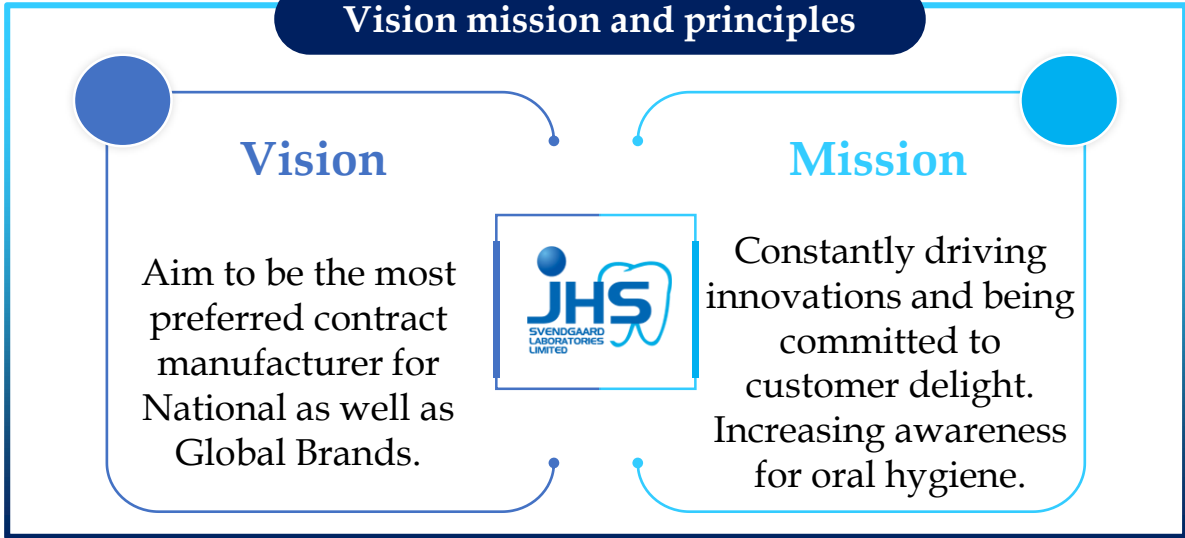 Vision mission and principles
Vision
Aim to be the most
preferred contract
manufacturer for
National as well as
Global Brands.
JHS
SVENDGAARD
LABORATORIES
LIMITED
Mission
Constantly driving
innovations and being
committed to
customer delight.
Increasing awareness
for oral hygiene.